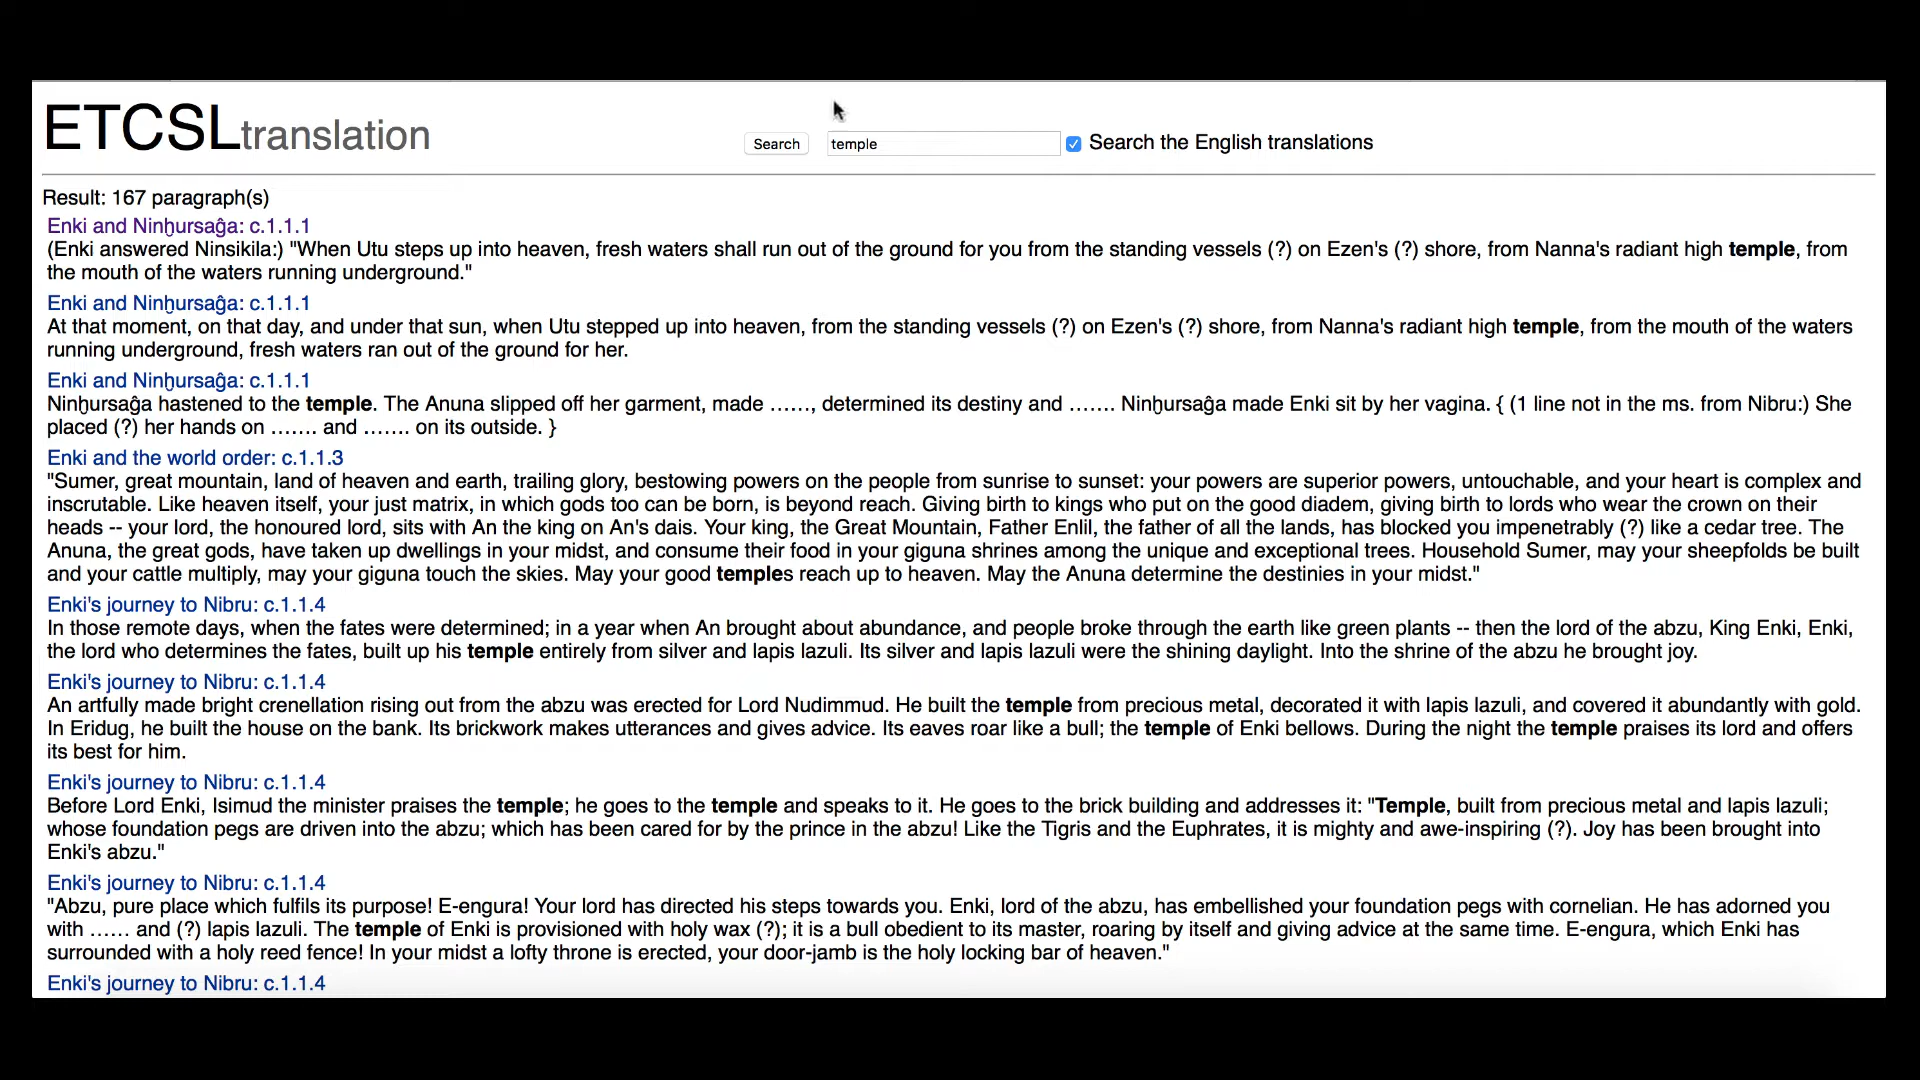 ETCSLtranslation
Search temple Search the English translations
Result: 167 paragraph(s)
Enki and Ninḫursaĝa: c.1.1.1
(Enki answered Ninsikila:) "When Utu steps up into heaven, fresh waters shall run out of the ground for you from the standing vessels (?) on Ezen's (?) shore, from Nanna's radiant high temple, from
the mouth of the waters running underground."
Enki and Ninḫursaĝa: c.1.1.1
At that moment, on that day, and under that sun, when Utu stepped up into heaven, from the standing vessels (?) on Ezen's (?) shore, from Nanna's radiant high temple, from the mouth of the waters
running underground, fresh waters ran out of the ground for her.
Enki and Ninḫursaĝa: c.1.1.1
Ninḫursaĝa hastened to the temple. The Anuna slipped off her garment, made ……, determined its destiny and ……. Ninḫursaĝa made Enki sit by her vagina. { (1 line not in the ms. from Nibru:) She
placed (?) her hands on ……. and ……. on its outside. }
Enki and the world order: c.1.1.3
"Sumer, great mountain, land of heaven and earth, trailing glory, bestowing powers on the people from sunrise to sunset: your powers are superior powers, untouchable, and your heart is complex and
inscrutable. Like heaven itself, your just matrix, in which gods too can be born, is beyond reach. Giving birth to kings who put on the good diadem, giving birth to lords who wear the crown on their
heads -- your lord, the honoured lord, sits with An the king on An's dais. Your king, the Great Mountain, Father Enlil, the father of all the lands, has blocked you impenetrably (?) like a cedar tree. The
Anuna, the great gods, have taken up dwellings in your midst, and consume their food in your giguna shrines among the unique and exceptional trees. Household Sumer, may your sheepfolds be built
and your cattle multiply, may your giguna touch the skies. May your good temples reach up to heaven. May the Anuna determine the destinies in your midst."
Enki's journey to Nibru: c.1.1.4
In those remote days, when the fates were determined; in a year when An brought about abundance, and people broke through the earth like green plants -- then the lord of the abzu, King Enki, Enki,
the lord who determines the fates, built up his temple entirely from silver and lapis lazuli. Its silver and lapis lazuli were the shining daylight. Into the shrine of the abzu he brought joy.
Enki's journey to Nibru: c.1.1.4
An artfully made bright crenellation rising out from the abzu was erected for Lord Nudimmud. He built the temple from precious metal, decorated it with lapis lazuli, and covered it abundantly with gold.
In Eridug, he built the house on the bank. Its brickwork makes utterances and gives advice. Its eaves roar like a bull; the temple of Enki bellows. During the night the temple praises its lord and offers
its best for him.
Enki's journey to Nibru: c.1.1.4
Before Lord Enki, Isimud the minister praises the temple; he goes to the temple and speaks to it. He goes to the brick building and addresses it: "Temple, built from precious metal and lapis lazuli;
whose foundation pegs are driven into the abzu; which has been cared for by the prince in the abzu! Like the Tigris and the Euphrates, it is mighty and awe-inspiring (?). Joy has been brought into
Enki's abzu."
Enki's journey to Nibru: c.1.1.4
"Abzu, pure place which fulfils its purpose! E-engura! Your lord has directed his steps towards you. Enki, lord of the abzu, has embellished your foundation pegs with cornelian. He has adorned you
with …… and (?) lapis lazuli. The temple of Enki is provisioned with holy wax (?); it is a bull obedient to its master, roaring by itself and giving advice at the same time. E-engura, which Enki has
surrounded with a holy reed fence! In your midst a lofty throne is erected, your door-jamb is the holy locking bar of heaven."
Enki's journey to Nibru: c.1.1.4